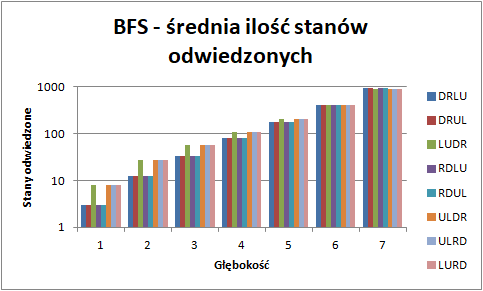 BFS - średnia ilość stanów
odwiedzonych
Stany odwiedzone
1000
100
10
1
1 2 3 4 5 6 7
Głębokość
DRLU
DRUL
LUDR
RDLU
RDUL
ULDR
ULRD
LURD